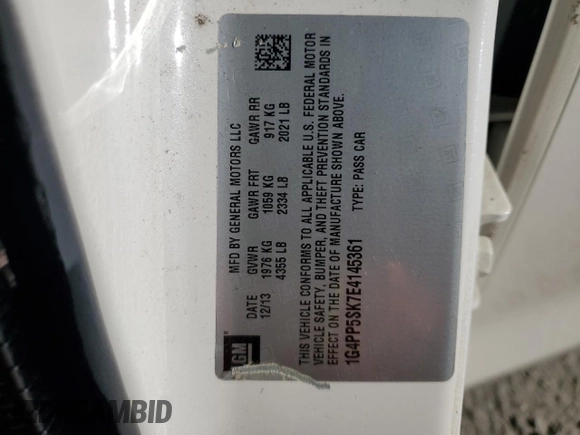 MFD BY GENERAL MOTORS LLC
DATE GVWR GAWR FRT GAWR RR
12/13 1976 KG 1059 KG 917 KG
4355 LB 2334 LB 2021 LB
THIS VEHICLE CONFORMS TO ALL APPLICABLE U.S. FEDERAL MOTOR
VEHICLE SAFETY, BUMPER, AND THEFT PREVENTION STANDARDS IN
EFFECT ON THE DATE OF MANUFACTURE SHOWN ABOVE.
1G4PP5SK7E4145361 TYPE: PASS CAR
GM